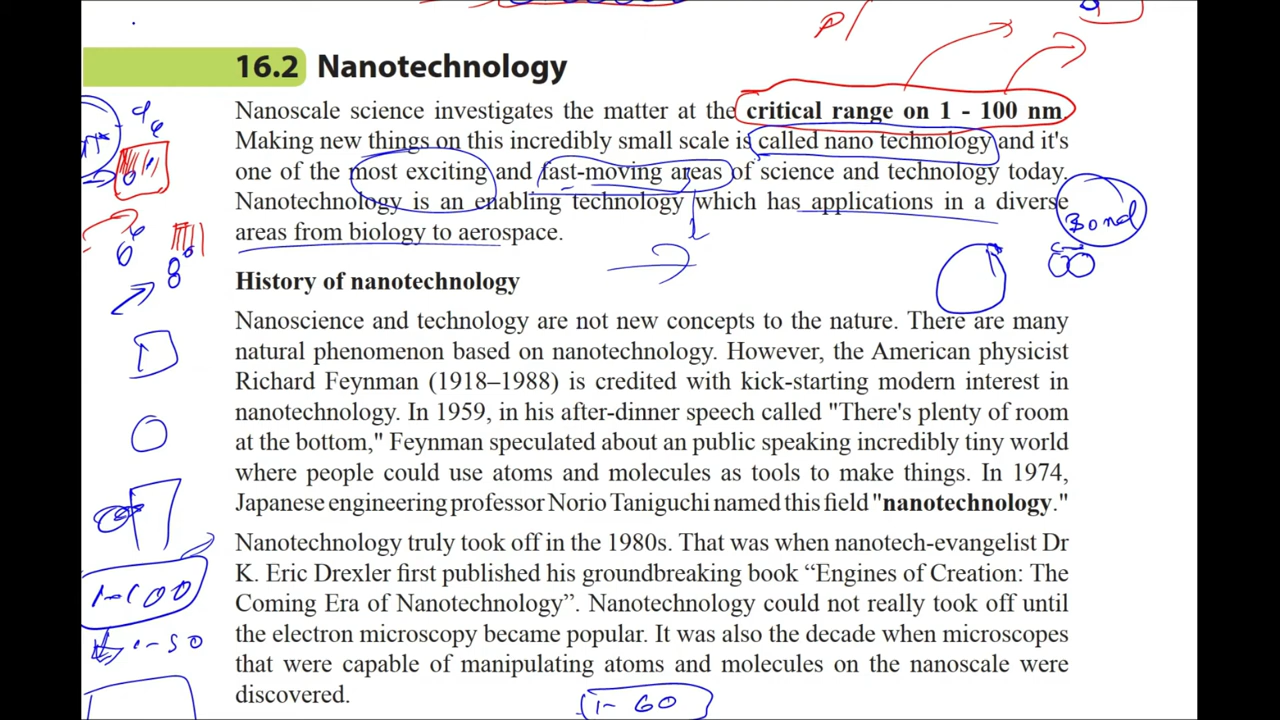 16.2 Nanotechnology
Nanoscale science investigates the matter at the critical range on 1 - 100 nm.
Making new things on this incredibly small scale is called nano technology and it's
one of the most exciting and fast-moving areas of science and technology today.
Nanotechnology is an enabling technology which has applications in a diverse
Bond
areas from biology to aerospace.
History of nanotechnology
Nanoscience and technology are not new concepts to the nature. There are many
natural phenomenon based on nanotechnology. However, the American physicist
Richard Feynman (1918–1988) is credited with kick-starting modern interest in
nanotechnology. In 1959, in his after-dinner speech called "There's plenty of room
at the bottom," Feynman speculated about an public speaking incredibly tiny world
where people could use atoms and molecules as tools to make things. In 1974,
Japanese engineering professor Norio Taniguchi named this field "nanotechnology."
Nanotechnology truly took off in the 1980s. That was when nanotech-evangelist Dr
K. Eric Drexler first published his groundbreaking book “Engines of Creation: The
1-100
Coming Era of Nanotechnology”. Nanotechnology could not really took off until
the electron microscopy became popular. It was also the decade when microscopes
1-50
that were capable of manipulating atoms and molecules on the nanoscale were
discovered.
1- 60